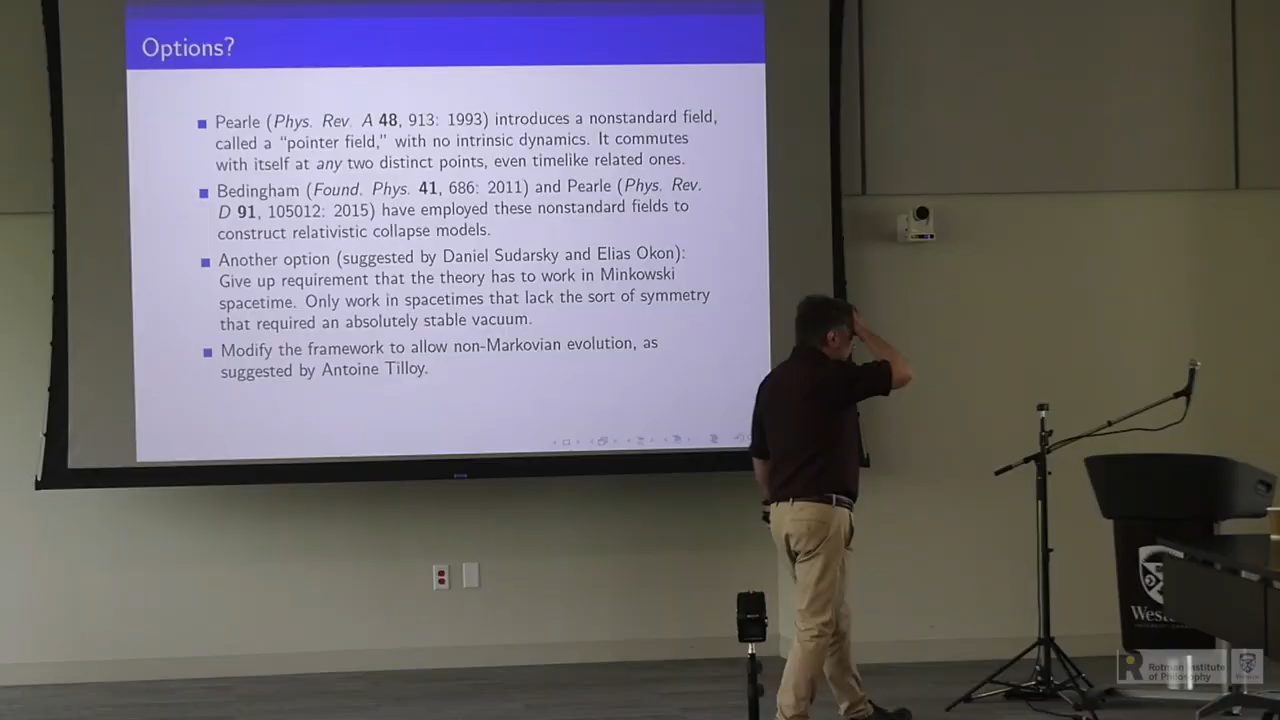 Options?
Pearle (Phys. Rev. A 48, 913: 1993) introduces a nonstandard field,
called a “pointer field,” with no intrinsic dynamics. It commutes
with itself at any two distinct points, even timelike related ones.
Bedingham (Found. Phys. 41, 686: 2011) and Pearle (Phys. Rev.
D 91, 105012: 2015) have employed these nonstandard fields to
construct relativistic collapse models.
Another option (suggested by Daniel Sudarsky and Elias Okon):
Give up requirement that the theory has to work in Minkowski
spacetime. Only work in spacetimes that lack the sort of symmetry
that required an absolutely stable vacuum.
Modify the framework to allow non-Markovian evolution, as
suggested by Antoine Tilloy.
Rotman Institute
of Philosophy